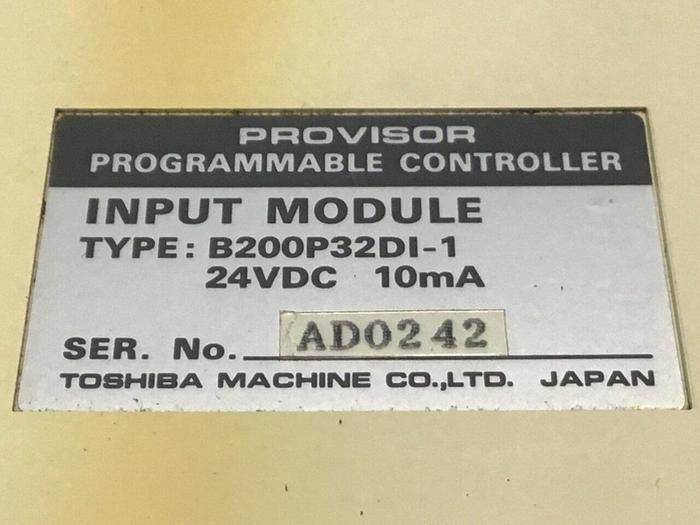 PROVISOR
PROGRAMMABLE CONTROLLER
INPUT MODULE
TYPE: B200P32DI-1
24VDC 10mA
SER. No. AD0242
TOSHIBA MACHINE CO.,LTD. JAPAN